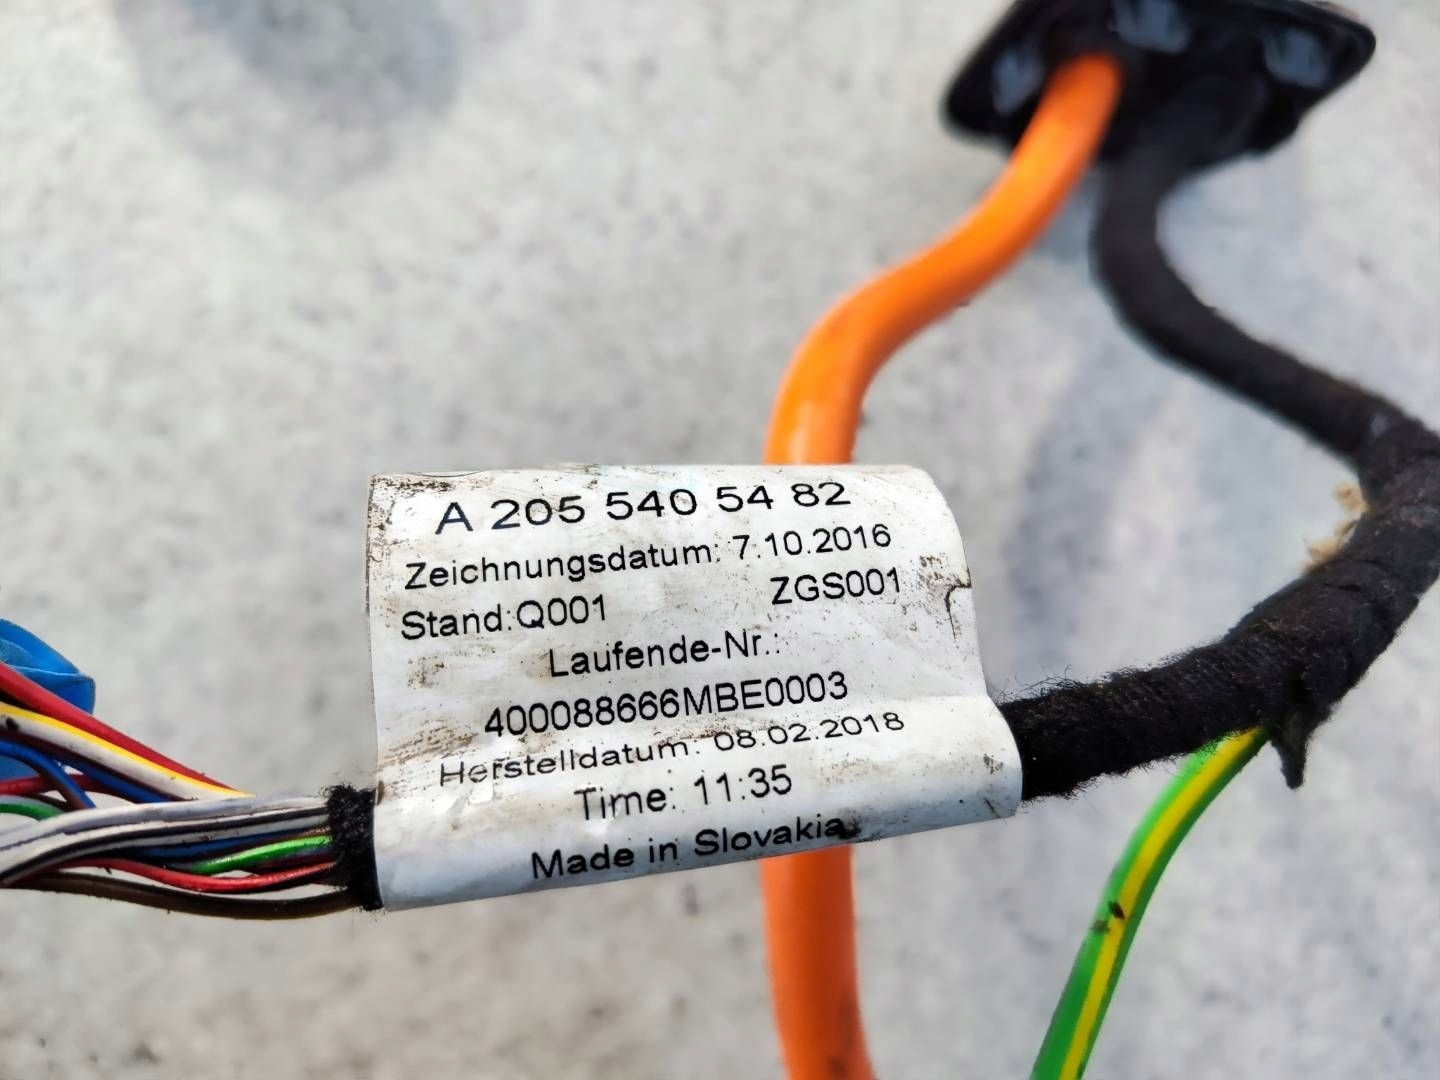 A 205 540 54 82
Zeichnungsdatum: 7.10.2016
Stand:Q001 ZGS001
Laufende-Nr.:
400088666MBE0003
Herstelldatum: 08.02.2018
Time: 11:35
Made in Slovakia